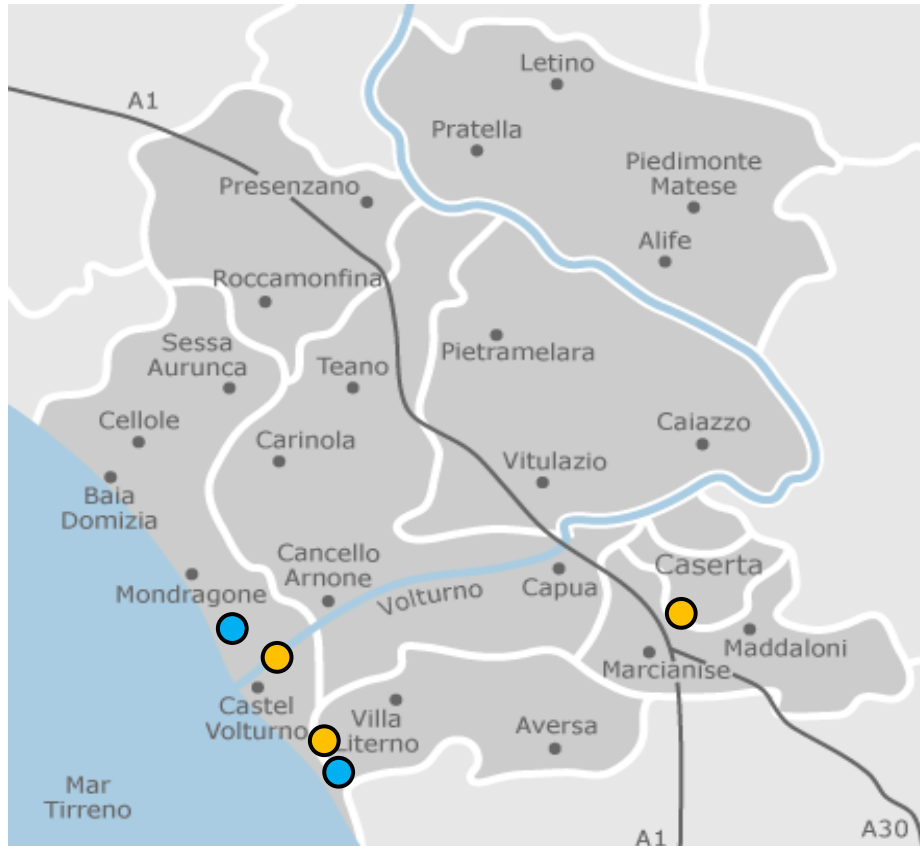 Letino
A1
Pratella
Piedimonte
Matese
Presenzano
Alife
Roccamonfina
Sessa
Aurunca
Teano
Pietramelara
Cellole
Caiazzo
Carinola
Vitulazio
Baia
Domizia
Cancello
Arnone
Caserta
Mondragone
Volturno
Capua
Maddaloni
Marcianise
Castel
Volturno
Villa
Literno
Aversa
Mar
Tirreno
A1
A30